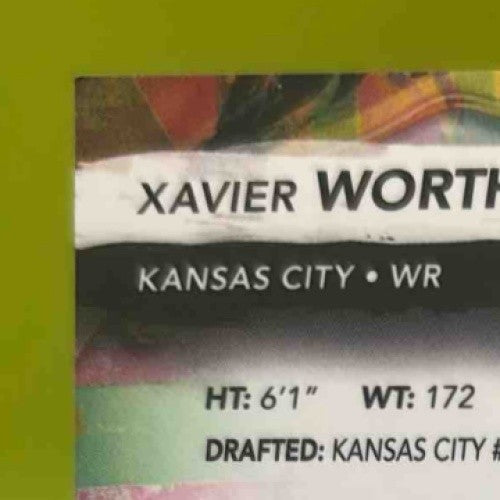 XAVIER WORTH
KANSAS CITY • WR
HT: 6'1" WT: 172
DRAFTED: KANSAS CITY #